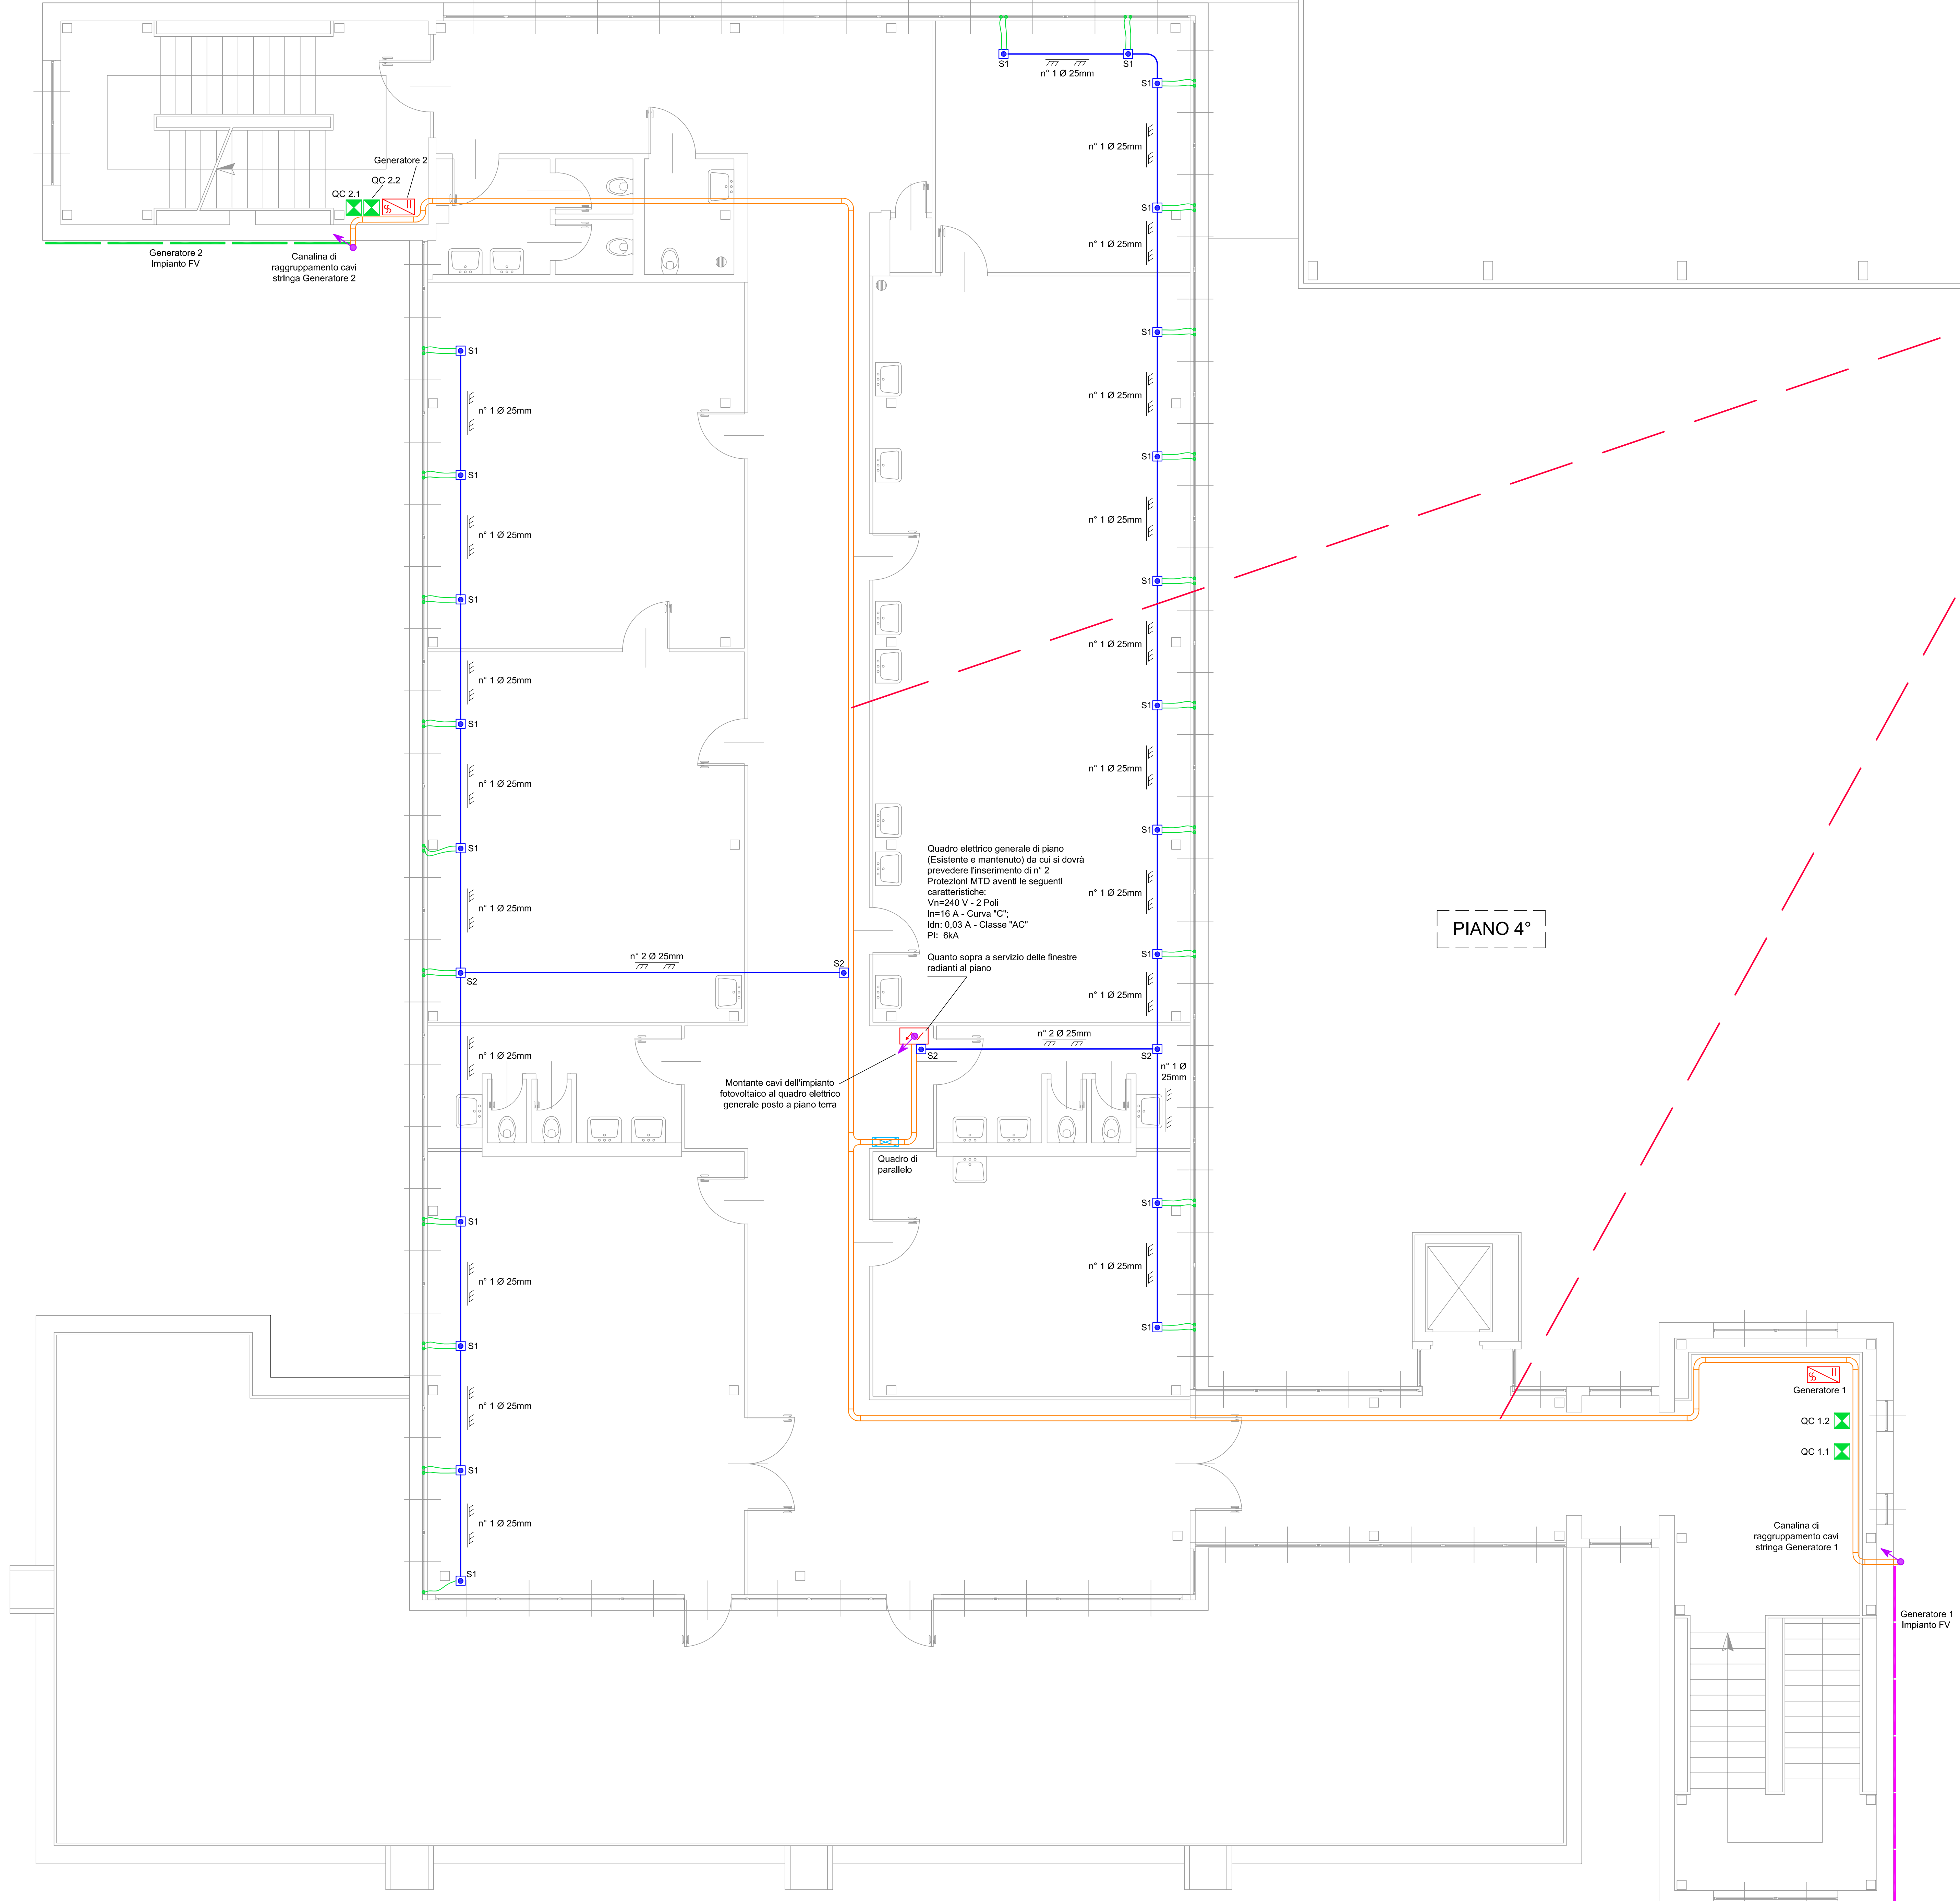 S1
S1
n° 1 Ø 25mm
S1
n° 1 Ø 25mm
Generatore 2
QC 2.2
QC 2.1
S1
n° 1 Ø 25mm
Generatore 2
Impianto FV
Canalina di
raggruppamento cavi
stringa Generatore 2
S1
S1
n° 1 Ø 25mm
n° 1 Ø 25mm
S1
S1
n° 1 Ø 25mm
n° 1 Ø 25mm
S1
S1
n° 1 Ø 25mm
n° 1 Ø 25mm
S1
S1
n° 1 Ø 25mm
n° 1 Ø 25mm
S1
S1
n° 1 Ø 25mm
n° 1 Ø 25mm
S1
n° 2 Ø 25mm
S2
S2
n° 1 Ø 25mm
Quadro elettrico generale di piano
(Esistente e mantenuto) da cui si dovrà
prevedere l'inserimento di n° 2
Protezioni MTD aventi le seguenti
caratteristiche:
Vn=240 V - 2 Poli
In=16 A - Curva "C";
Idn: 0,03 A - Classe "AC"
PI: 6kA
Quanto sopra a servizio delle finestre
radianti al piano
PIANO 4°
n° 2 Ø 25mm
S2
S2
n° 1 Ø 25mm
n° 1 Ø
25mm
Montante cavi dell'impianto
fotovoltaico al quadro elettrico
generale posto a piano terra
Quadro di
parallelo
S1
S1
n° 1 Ø 25mm
n° 1 Ø 25mm
S1
S1
n° 1 Ø 25mm
Generatore 1
QC 1.2
QC 1.1
S1
n° 1 Ø 25mm
Canalina di
raggruppamento cavi
stringa Generatore 1
S1
Generatore 1
Impianto FV